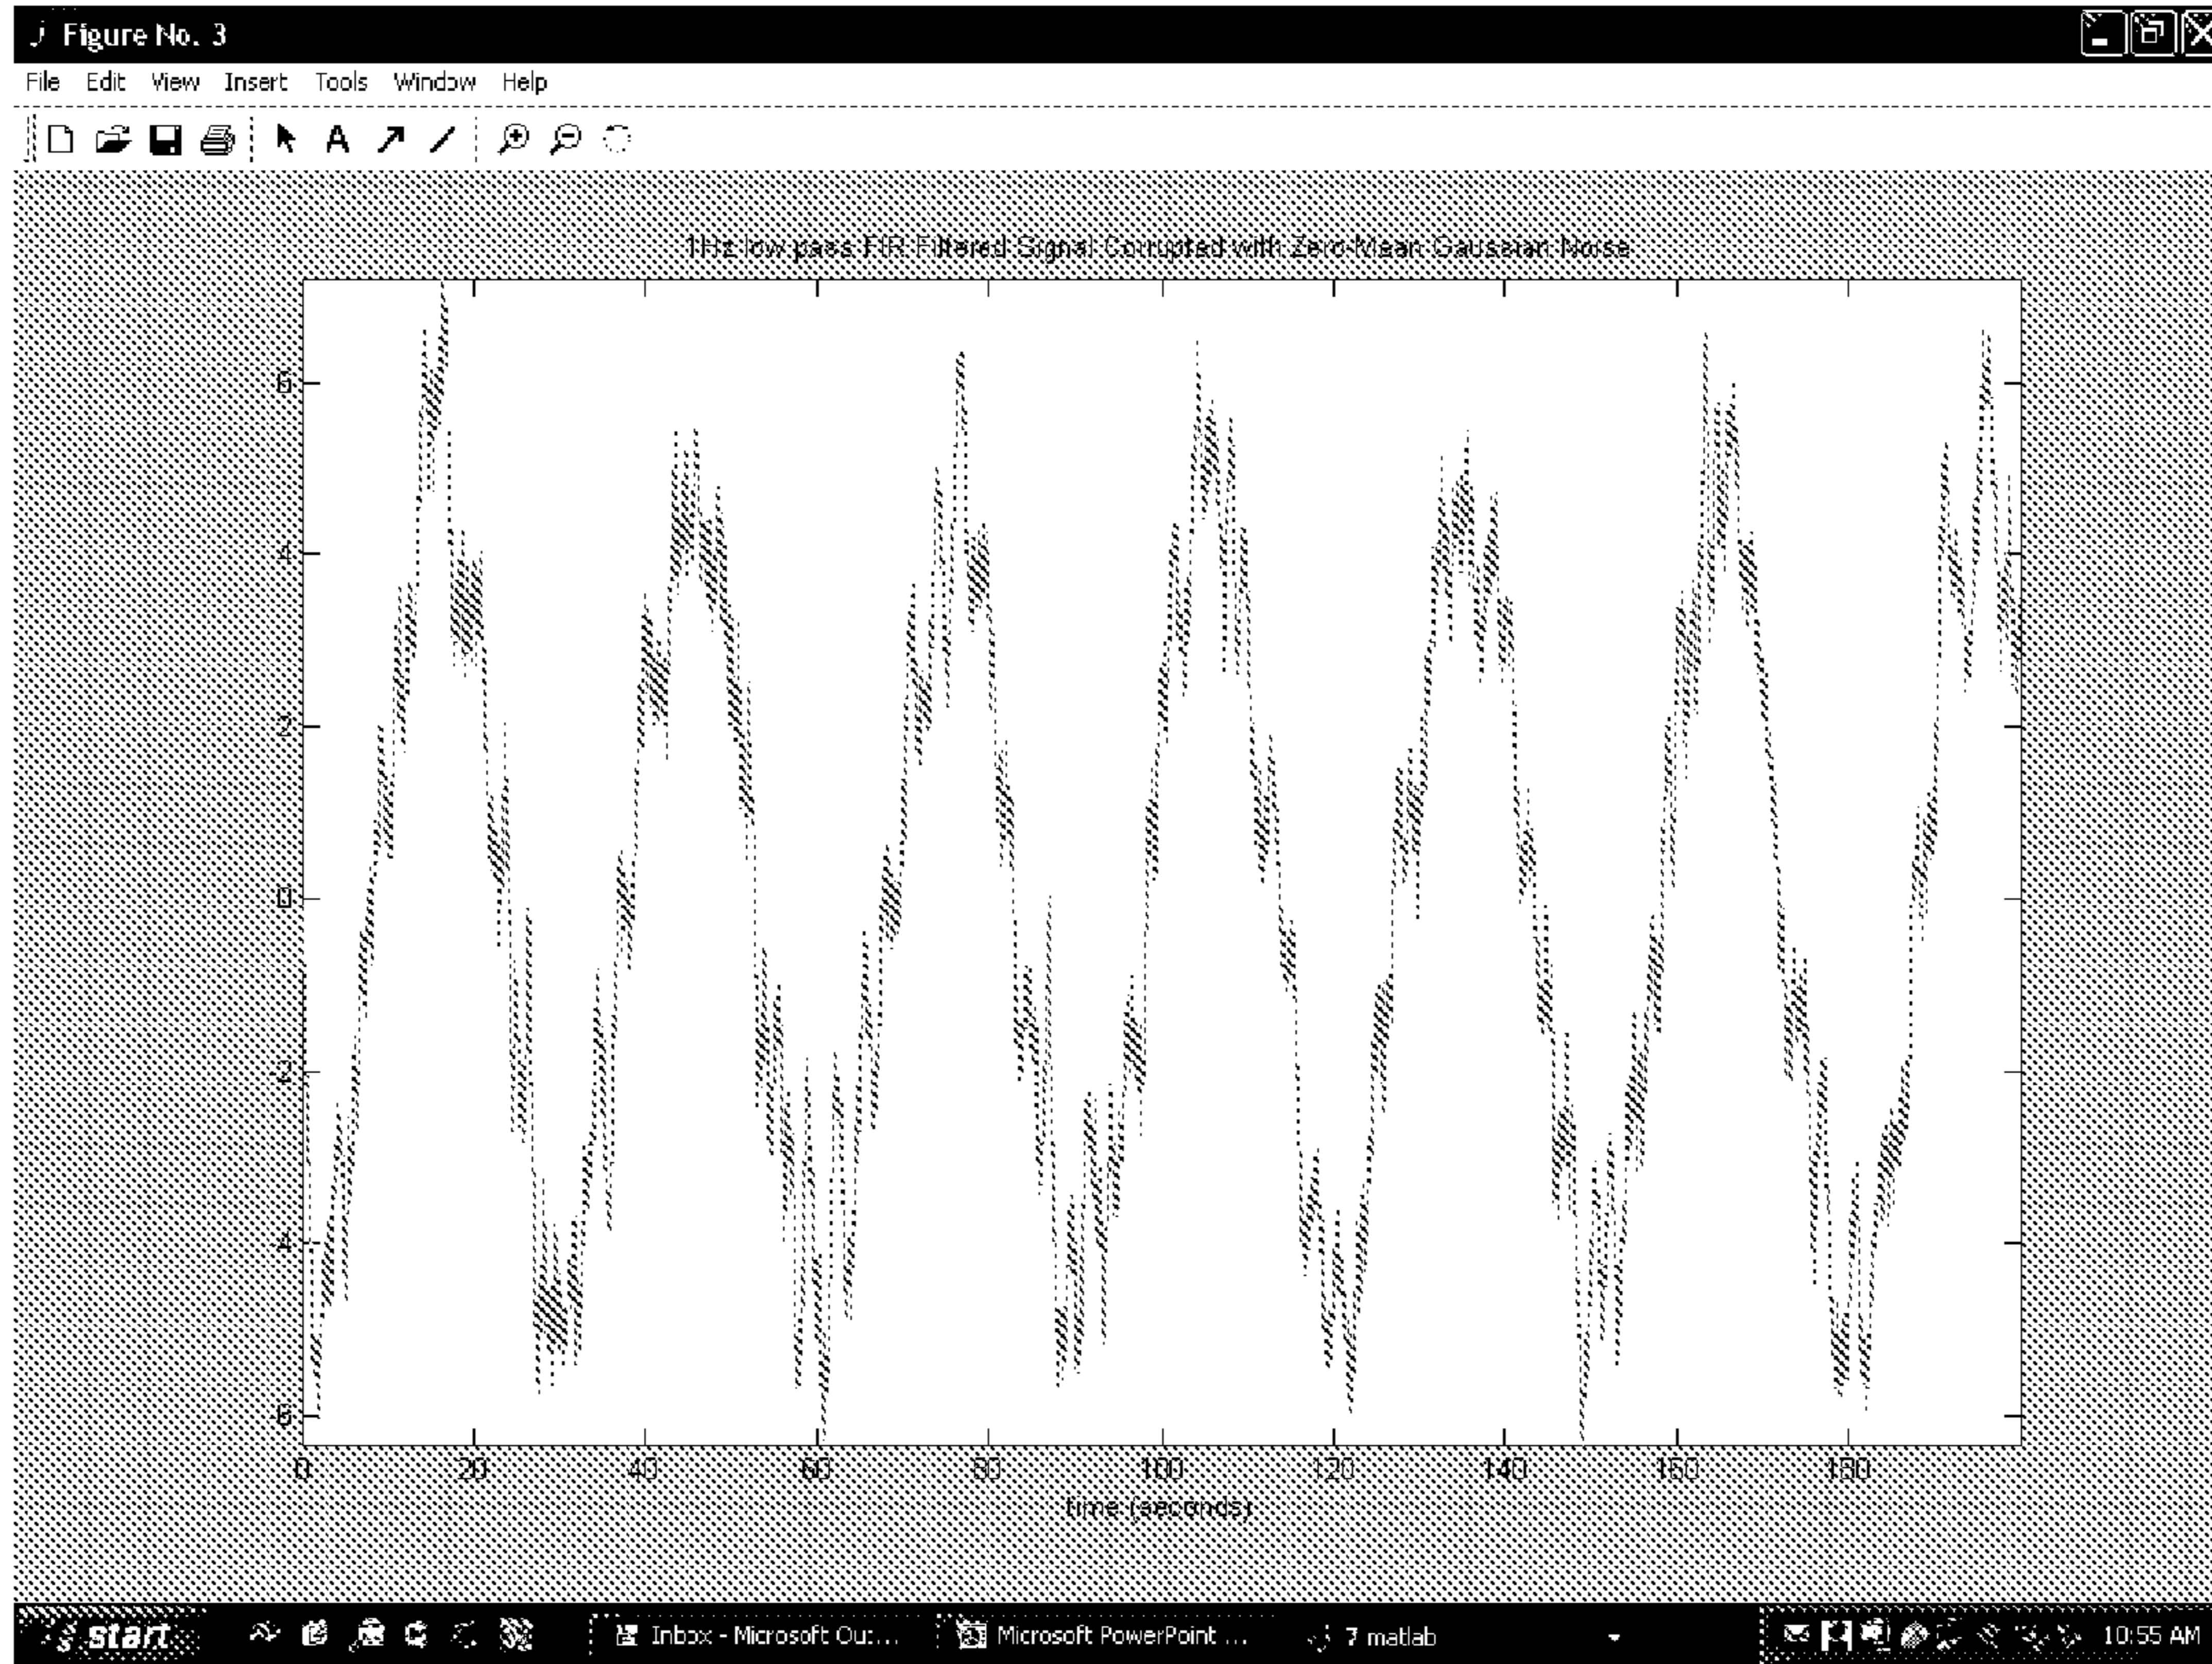 Figure No. 3
File Edit View Insert Tools Window Help
1Hz low pass FIR Filtered Signal Corrupted with Zero-Mean Gaussian Noise
6
4
2
0
-2
-4
-6
0 20 40 60 80 100 120 140 160 180
time (seconds)
start Inbox - Microsoft Ou:... Microsoft PowerPoint ... 7 matlab 10:55 AM